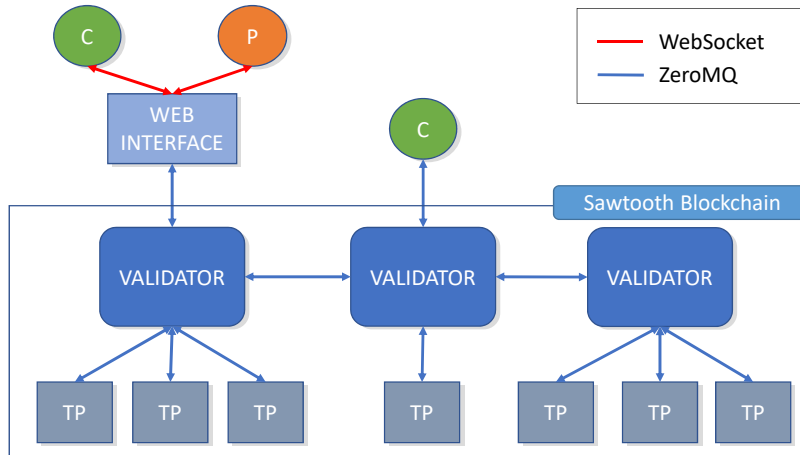 C
P
WebSocket
ZeroMQ
WEB
INTERFACE
C
Sawtooth Blockchain
VALIDATOR
VALIDATOR
VALIDATOR
TP
TP
TP
TP
TP
TP
TP